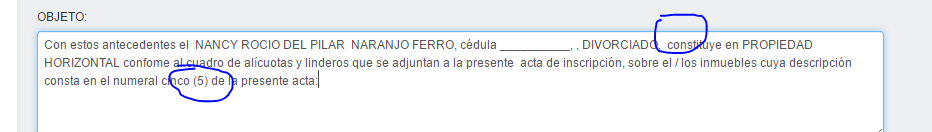 OBJETO:
Con estos antecedentes el  NANCY ROCIO DEL PILAR  NARANJO FERRO, cédula __________, , DIVORCIADO,  constituye en PROPIEDAD
HORIZONTAL confome al cuadro de alícuotas y linderos que se adjuntan a la presente  acta de inscripción, sobre el / los inmuebles cuya descripción
consta en el numeral cinco (5) de la presente acta: